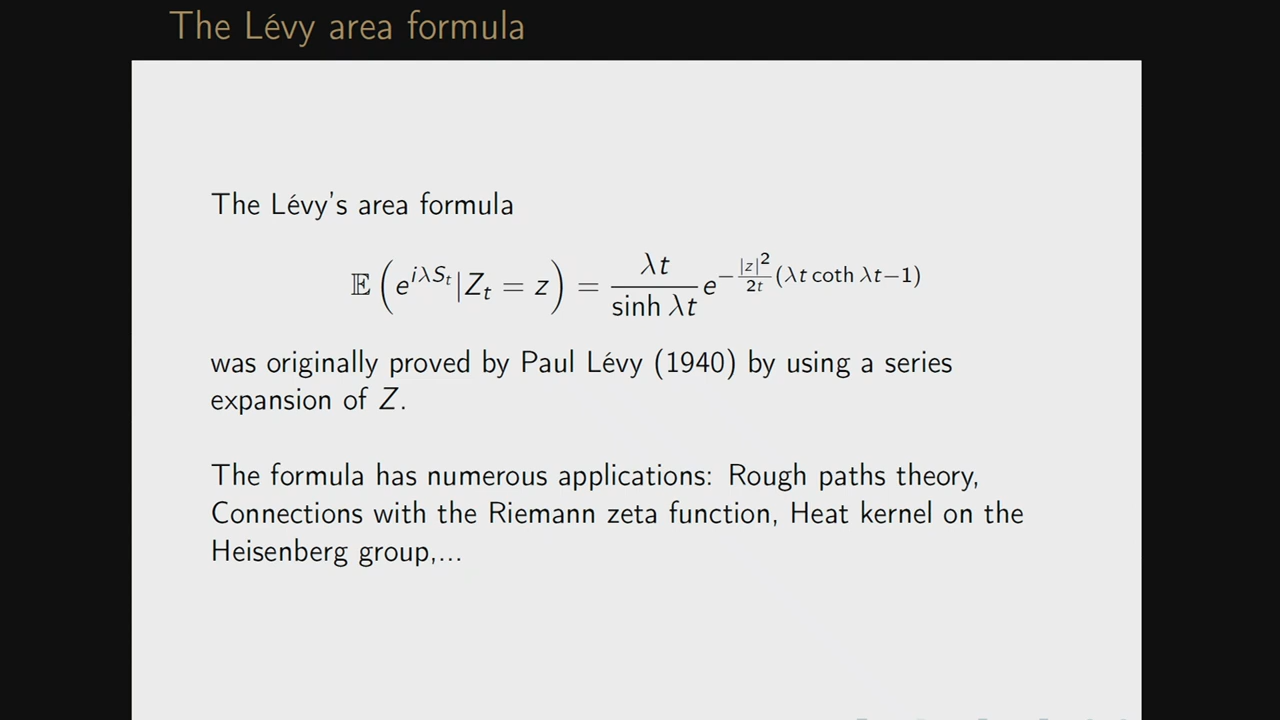 The Lévy area formula
The Lévy's area formula
𝔼(e^{iλS_t}|Z_t = z) = \frac{λt}{sinh λt} e^{-\frac{|z|^2}{2t}(λt coth λt−1)}
was originally proved by Paul Lévy (1940) by using a series
expansion of Z.
The formula has numerous applications: Rough paths theory,
Connections with the Riemann zeta function, Heat kernel on the
Heisenberg group,...